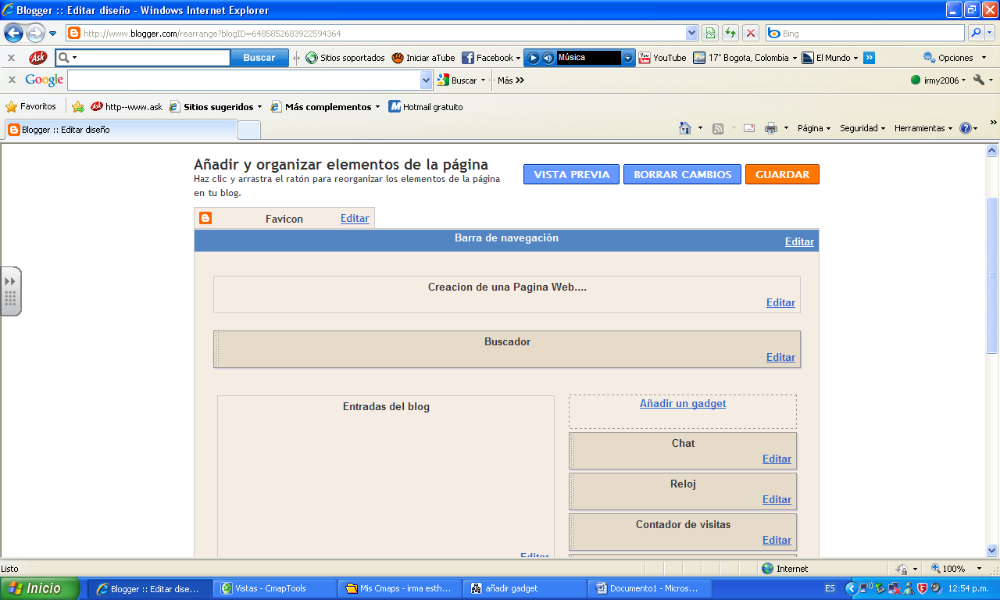 Blogger :: Editar diseño - Windows Internet Explorer
http://www.blogger.com/rearrange?blogID=6485852683922594364
Bing
Ask
Buscar
Sitios soportados
Iniciar aTube
Facebook
Música
YouTube
17° Bogota, Colombia
El Mundo
Opciones
Google
Buscar
Más
irmy2006
Favoritos
http--www.ask
Sitios sugeridos
Más complementos
Hotmail gratuito
Blogger :: Editar diseño
Página
Seguridad
Herramientas
Añadir y organizar elementos de la página
Haz clic y arrastra el ratón para reorganizar los elementos de la página
en tu blog.
VISTA PREVIA
BORRAR CAMBIOS
GUARDAR
Favicon
Editar
Barra de navegación
Editar
Creacion de una Pagina Web....
Editar
Buscador
Editar
Entradas del blog
Editar
Añadir un gadget
Chat
Editar
Reloj
Editar
Contador de visitas
Editar
Listo
Internet
100%
Inicio
Blogger :: Editar dise...
Vistas - CmapTools
Mis Cmaps - irma esth...
añadir gadget
Documento1 - Micros...
ES
12:54 p.m.